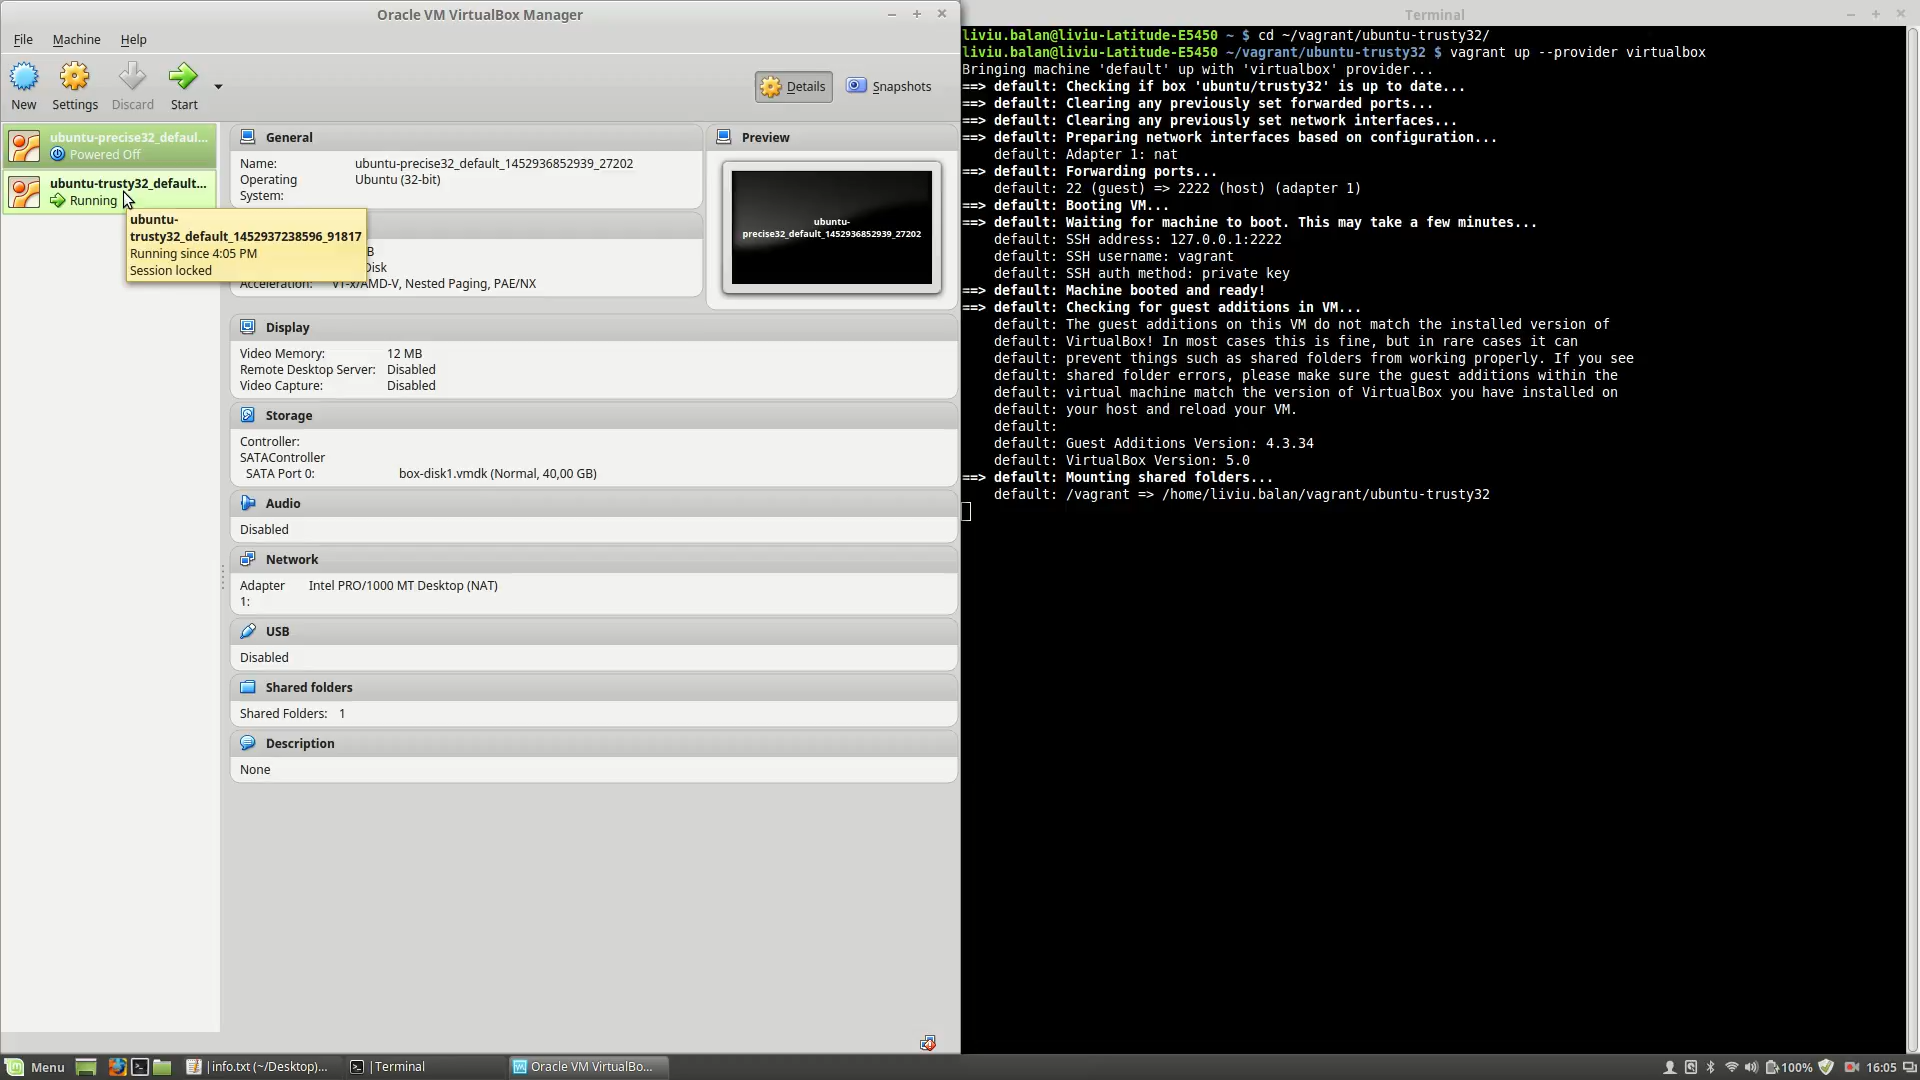 Oracle VM VirtualBox Manager
File Machine Help
New Settings Discard Start
Details Snapshots
ubuntu-precise32_defaul...
Powered Off
ubuntu-trusty32_default...
Running
ubuntu-
trusty32_default_1452937238596_91817
Running since 4:05 PM
Session locked
General
Name: ubuntu-precise32_default_1452936852939_27202
Operating System: Ubuntu (32-bit)
B
Disk
Acceleration: VT-x/AMD-V, Nested Paging, PAE/NX
Preview
ubuntu-
precise32_default_1452936852939_27202
Display
Video Memory: 12 MB
Remote Desktop Server: Disabled
Video Capture: Disabled
Storage
Controller:
SATAController
SATA Port 0: box-disk1.vmdk (Normal, 40,00 GB)
Audio
Disabled
Network
Adapter 1: Intel PRO/1000 MT Desktop (NAT)
USB
Disabled
Shared folders
Shared Folders: 1
Description
None
Terminal
liviu.balan@liviu-Latitude-E5450 ~ $ cd ~/vagrant/ubuntu-trusty32/
liviu.balan@liviu-Latitude-E5450 ~/vagrant/ubuntu-trusty32 $ vagrant up --provider virtualbox
Bringing machine 'default' up with 'virtualbox' provider...
==> default: Checking if box 'ubuntu/trusty32' is up to date...
==> default: Clearing any previously set forwarded ports...
==> default: Clearing any previously set network interfaces...
==> default: Preparing network interfaces based on configuration...
default: Adapter 1: nat
==> default: Forwarding ports...
default: 22 (guest) => 2222 (host) (adapter 1)
==> default: Booting VM...
==> default: Waiting for machine to boot. This may take a few minutes...
default: SSH address: 127.0.0.1:2222
default: SSH username: vagrant
default: SSH auth method: private key
==> default: Machine booted and ready!
==> default: Checking for guest additions in VM...
default: The guest additions on this VM do not match the installed version of
default: VirtualBox! In most cases this is fine, but in rare cases it can
default: prevent things such as shared folders from working properly. If you see
default: shared folder errors, please make sure the guest additions within the
default: virtual machine match the version of VirtualBox you have installed on
default: your host and reload your VM.
default:
default: Guest Additions Version: 4.3.34
default: VirtualBox Version: 5.0
==> default: Mounting shared folders...
default: /vagrant => /home/liviu.balan/vagrant/ubuntu-trusty32
Menu |info.txt (~/Desktop)... |Terminal Oracle VM VirtualBo... 100% 16:05